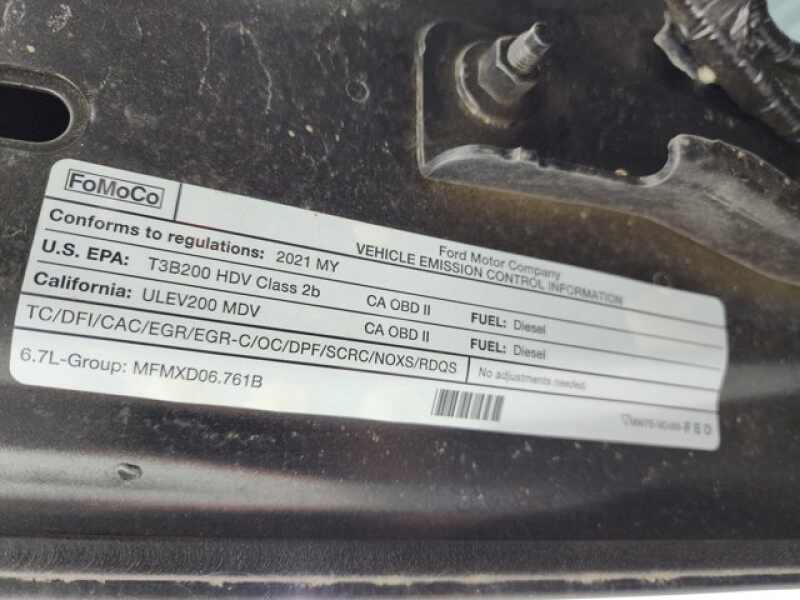 FoMoCo
Ford Motor Company
VEHICLE EMISSION CONTROL INFORMATION
Conforms to regulations: 2021 MY
U.S. EPA: T3B200 HDV Class 2b CA OBD II FUEL: Diesel
California: ULEV200 MDV CA OBD II FUEL: Diesel
TC/DFI/CAC/EGR/EGR-C/OC/DPF/SCRC/NOXS/RDQS No adjustments needed.
6.7L-Group: MFMXD06.761B